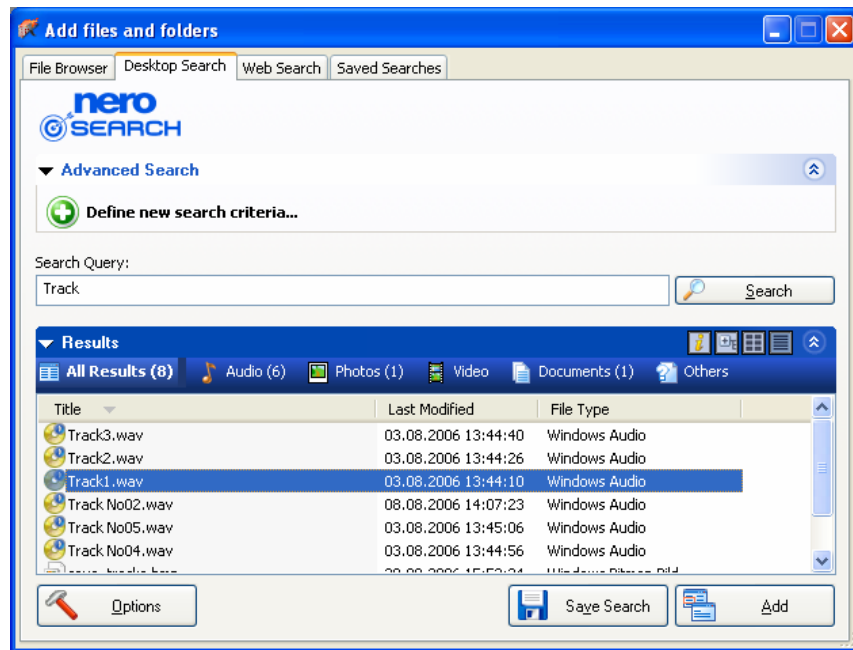 Add files and folders
File Browser Desktop Search Web Search Saved Searches
nero
SEARCH
Advanced Search
Define new search criteria...
Search Query:
Track
Search
Results
All Results (8) Audio (6) Photos (1) Video Documents (1) Others
Title Last Modified File Type
Track3.wav 03.08.2006 13:44:40 Windows Audio
Track2.wav 03.08.2006 13:44:26 Windows Audio
Track1.wav 03.08.2006 13:44:10 Windows Audio
Track No02.wav 08.08.2006 14:07:23 Windows Audio
Track No05.wav 03.08.2006 13:45:06 Windows Audio
Track No04.wav 03.08.2006 13:44:56 Windows Audio
Windows Bitmap Bild
Options Save Search Add